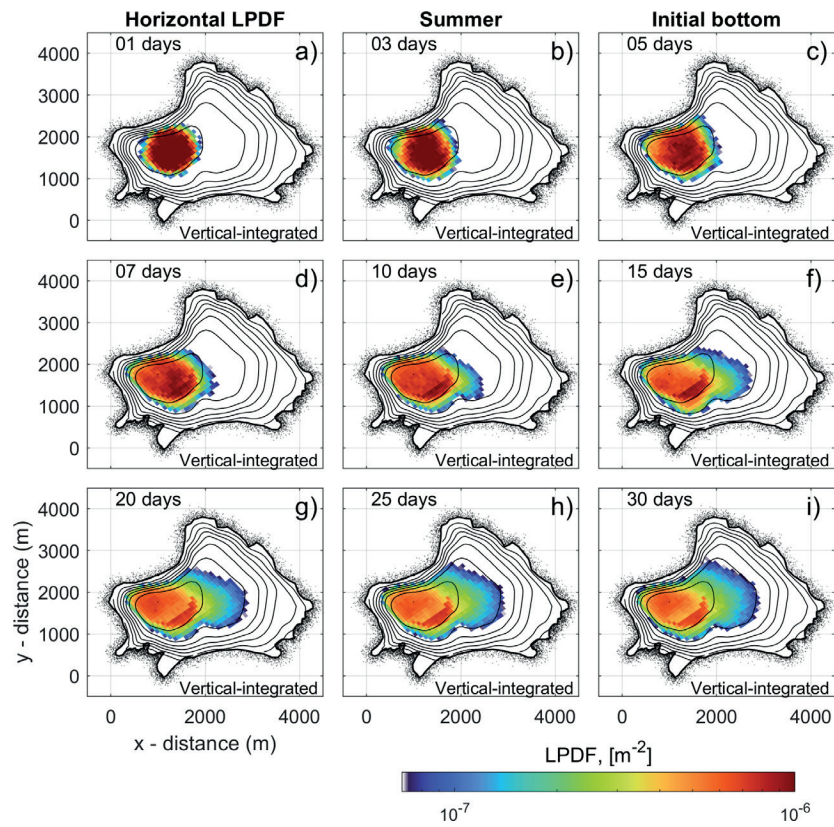 Horizontal LPDF Summer Initial bottom
01 days a) 03 days b) 05 days c)
4000
3000
2000
1000
0
Vertical-integrated Vertical-integrated Vertical-integrated
07 days d) 10 days e) 15 days f)
4000
3000
2000
1000
0
Vertical-integrated Vertical-integrated Vertical-integrated
20 days g) 25 days h) 30 days i)
4000
3000
2000
1000
0
y - distance (m)
Vertical-integrated Vertical-integrated Vertical-integrated
0 2000 4000 0 2000 4000 0 2000 4000
x - distance (m)
LPDF, [m⁻²]
10⁻⁷ 10⁻⁶